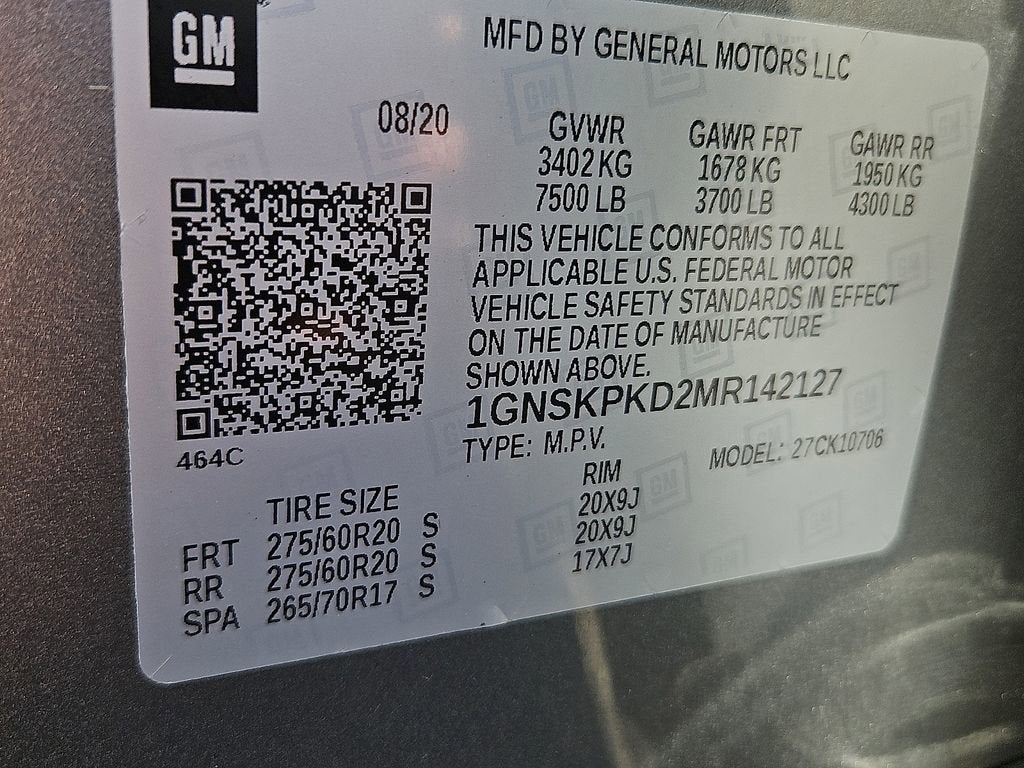 GM
MFD BY GENERAL MOTORS LLC
08/20
GVWR GAWR FRT GAWR RR
3402 KG 1678 KG 1950 KG
7500 LB 3700 LB 4300 LB
THIS VEHICLE CONFORMS TO ALL
APPLICABLE U.S. FEDERAL MOTOR
VEHICLE SAFETY STANDARDS IN EFFECT
ON THE DATE OF MANUFACTURE
SHOWN ABOVE.
1GNSKPKD2MR142127
TYPE: M.P.V. MODEL: 27CK10706
464C
TIRE SIZE RIM
FRT 275/60R20 S 20X9J
RR 275/60R20 S 20X9J
SPA 265/70R17 S 17X7J